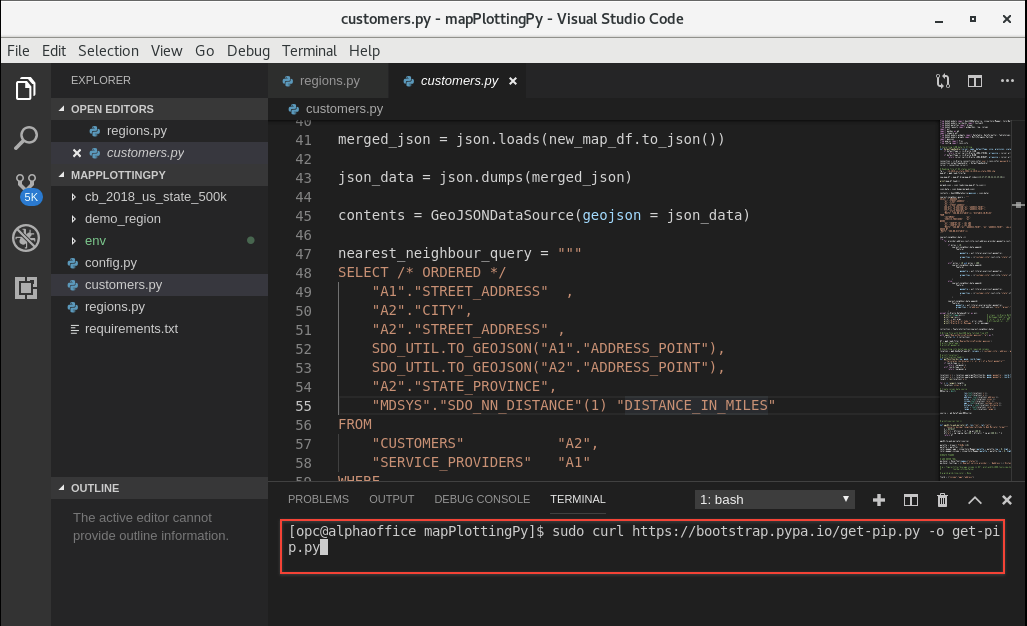 customers.py - mapPlottingPy - Visual Studio Code
File Edit Selection View Go Debug Terminal Help
EXPLORER
OPEN EDITORS
regions.py
customers.py
MAPPLOTTINGPY
cb_2018_us_state_500k
demo_region
env
config.py
customers.py
regions.py
requirements.txt
OUTLINE
The active editor cannot
provide outline information.
5K
regions.py customers.py
customers.py
40
41 merged_json = json.loads(new_map_df.to_json())
42
43 json_data = json.dumps(merged_json)
44
45 contents = GeoJSONDataSource(geojson = json_data)
46
47 nearest_neighbour_query = """
48 SELECT /* ORDERED */
49 "A1"."STREET_ADDRESS" ,
50 "A2"."CITY",
51 "A2"."STREET_ADDRESS" ,
52 SDO_UTIL.TO_GEOJSON("A1"."ADDRESS_POINT"),
53 SDO_UTIL.TO_GEOJSON("A2"."ADDRESS_POINT"),
54 "A2"."STATE_PROVINCE",
55 "MDSYS"."SDO_NN_DISTANCE"(1) "DISTANCE_IN_MILES"
56 FROM
57 "CUSTOMERS" "A2",
58 "SERVICE_PROVIDERS" "A1"
59 WHERE
PROBLEMS OUTPUT DEBUG CONSOLE TERMINAL 1: bash
[opc@alphaoffice mapPlottingPy]$ sudo curl https://bootstrap.pypa.io/get-pip.py -o get-pi
p.py